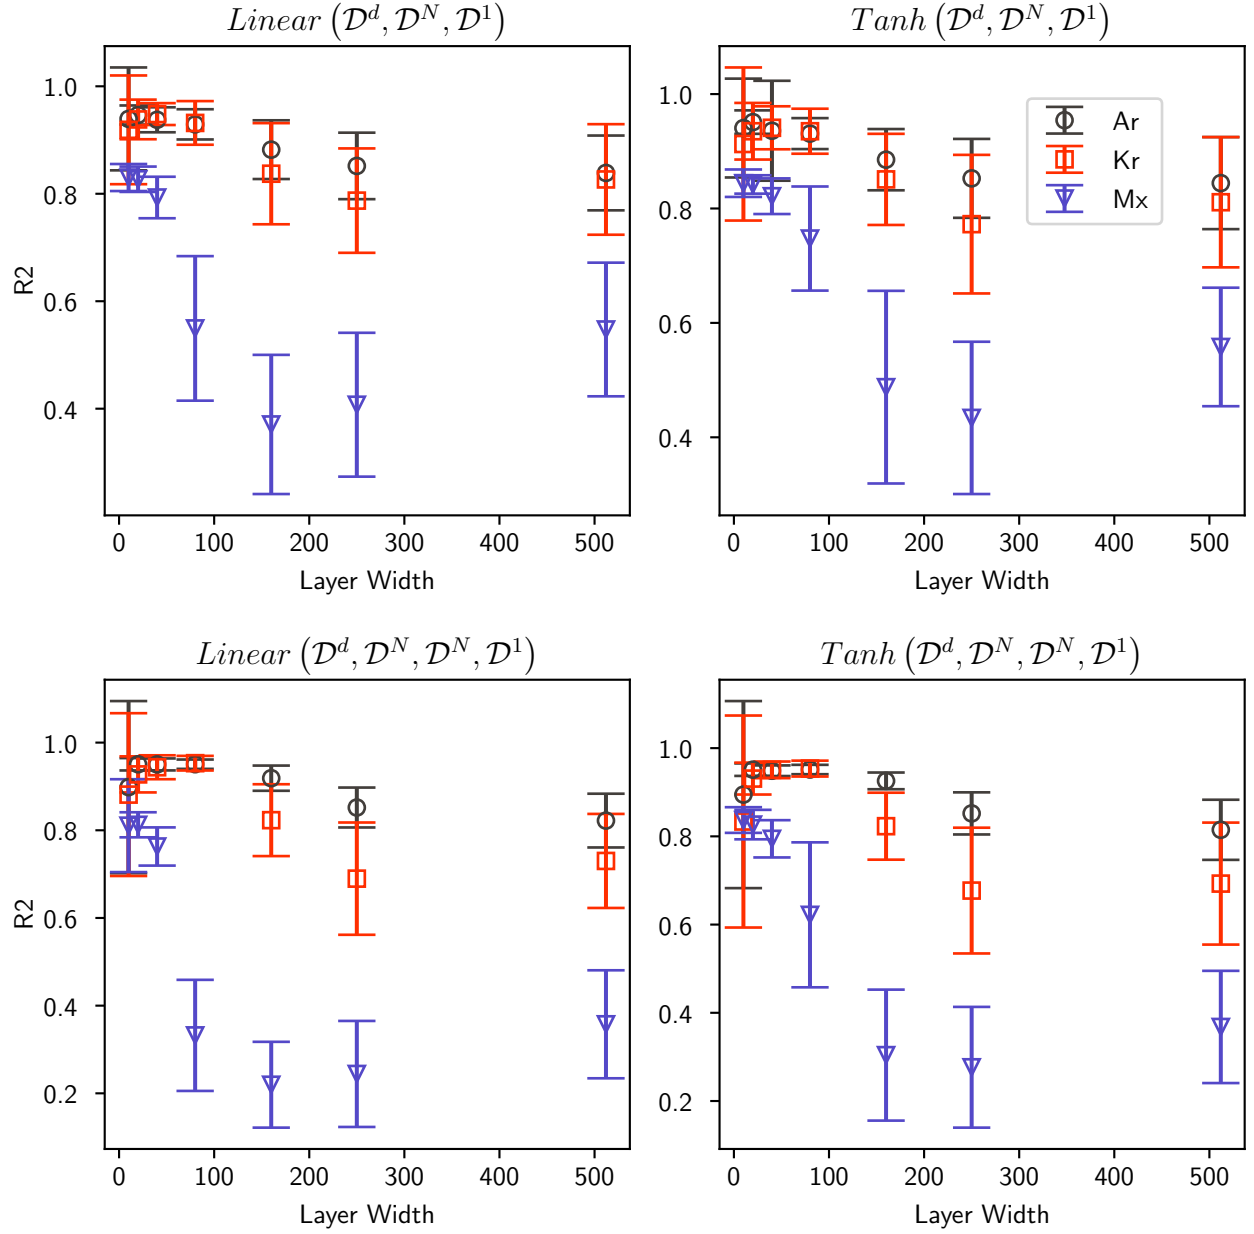 Linear (𝒟^d, 𝒟^N, 𝒟^1)
1.0
0.8
0.6
0.4
R2
0 100 200 300 400 500
Layer Width
Tanh (𝒟^d, 𝒟^N, 𝒟^1)
1.0
0.8
0.6
0.4
Ar
Kr
Mx
0 100 200 300 400 500
Layer Width
Linear (𝒟^d, 𝒟^N, 𝒟^N, 𝒟^1)
1.0
0.8
0.6
0.4
0.2
R2
0 100 200 300 400 500
Layer Width
Tanh (𝒟^d, 𝒟^N, 𝒟^N, 𝒟^1)
1.0
0.8
0.6
0.4
0.2
0 100 200 300 400 500
Layer Width